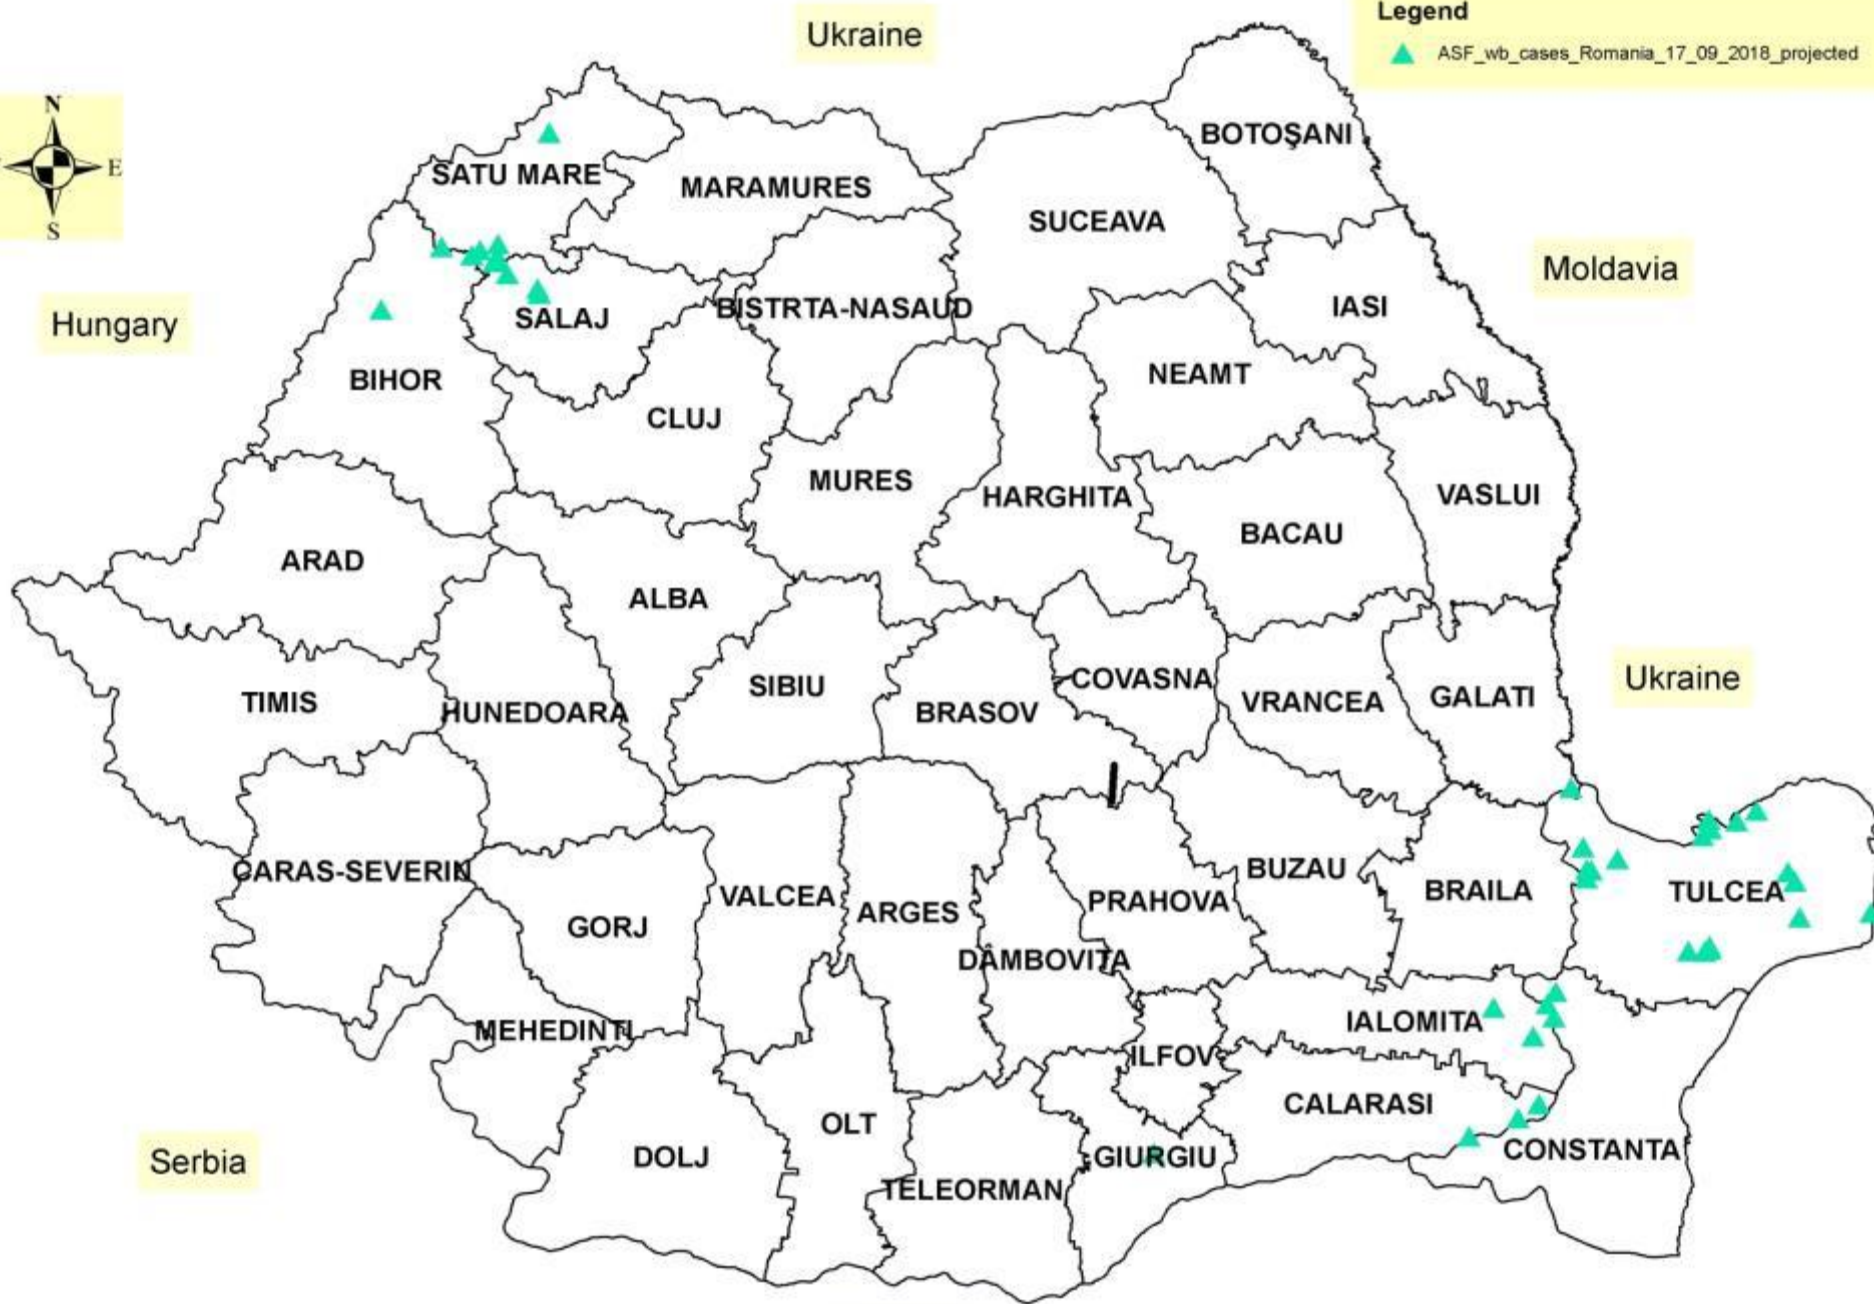 Legend
ASF_wb_cases_Romania_17_09_2018_projected
Ukraine
N
E
S
BOTOŞANI
SATU MARE
MARAMURES
SUCEAVA
Moldavia
Hungary
SALAJ
BISTRTA-NASAUD
IASI
BIHOR
NEAMT
CLUJ
MURES
HARGHITA
VASLUI
BACAU
ARAD
ALBA
Ukraine
TIMIS
HUNEDOARA
SIBIU
BRASOV
COVASNA
VRANCEA
GALATI
CARAS-SEVERIN
VALCEA
ARGES
PRAHOVA
BUZAU
BRAILA
TULCEA
GORJ
DÂMBOVITA
MEHEDINTI
IALOMITA
ILFOV
CALARASI
OLT
Serbia
DOLJ
GIURGIU
CONSTANTA
TELEORMAN